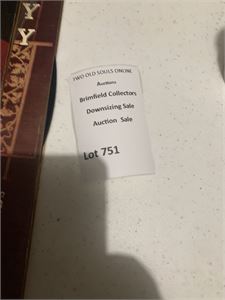 Y
Y
TWO OLD SOULS ONLINE
Auctions
Brimfield Collectors
Downsizing Sale
Auction Sale
Lot 751